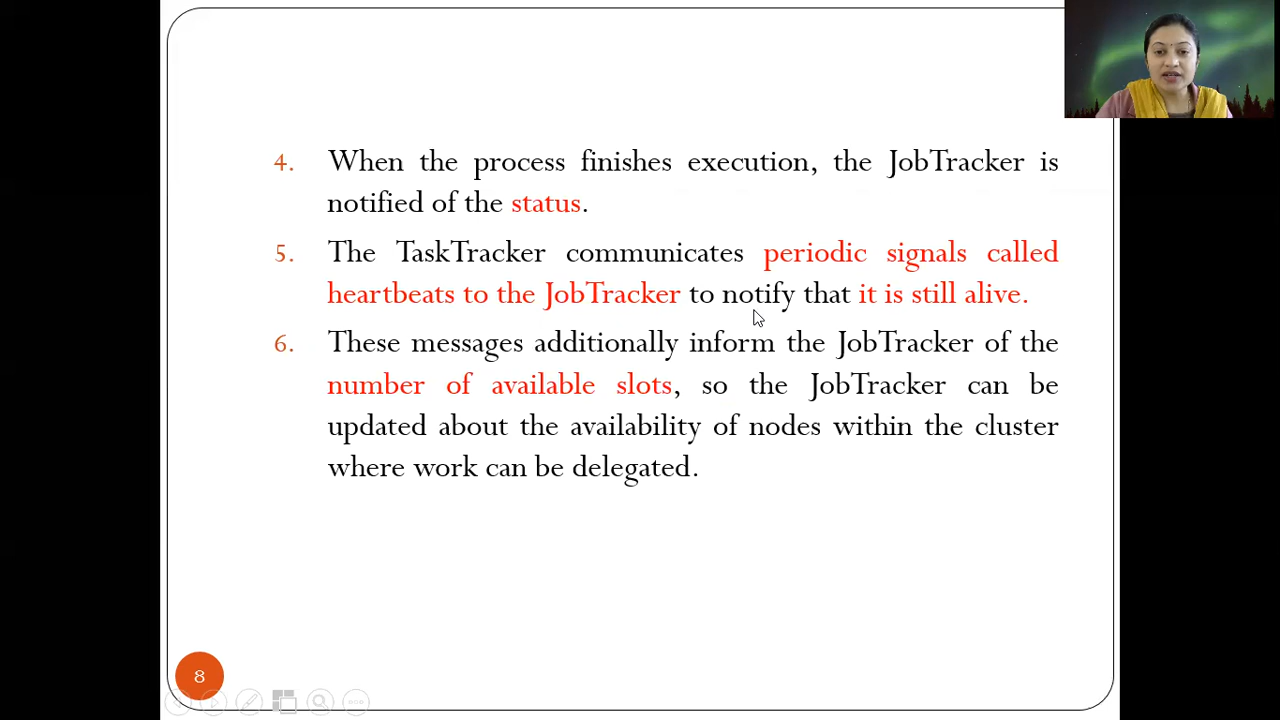 4. When the process finishes execution, the JobTracker is
notified of the status.
5. The TaskTracker communicates periodic signals called
heartbeats to the JobTracker to notify that it is still alive.
6. These messages additionally inform the JobTracker of the
number of available slots, so the JobTracker can be
updated about the availability of nodes within the cluster
where work can be delegated.
8